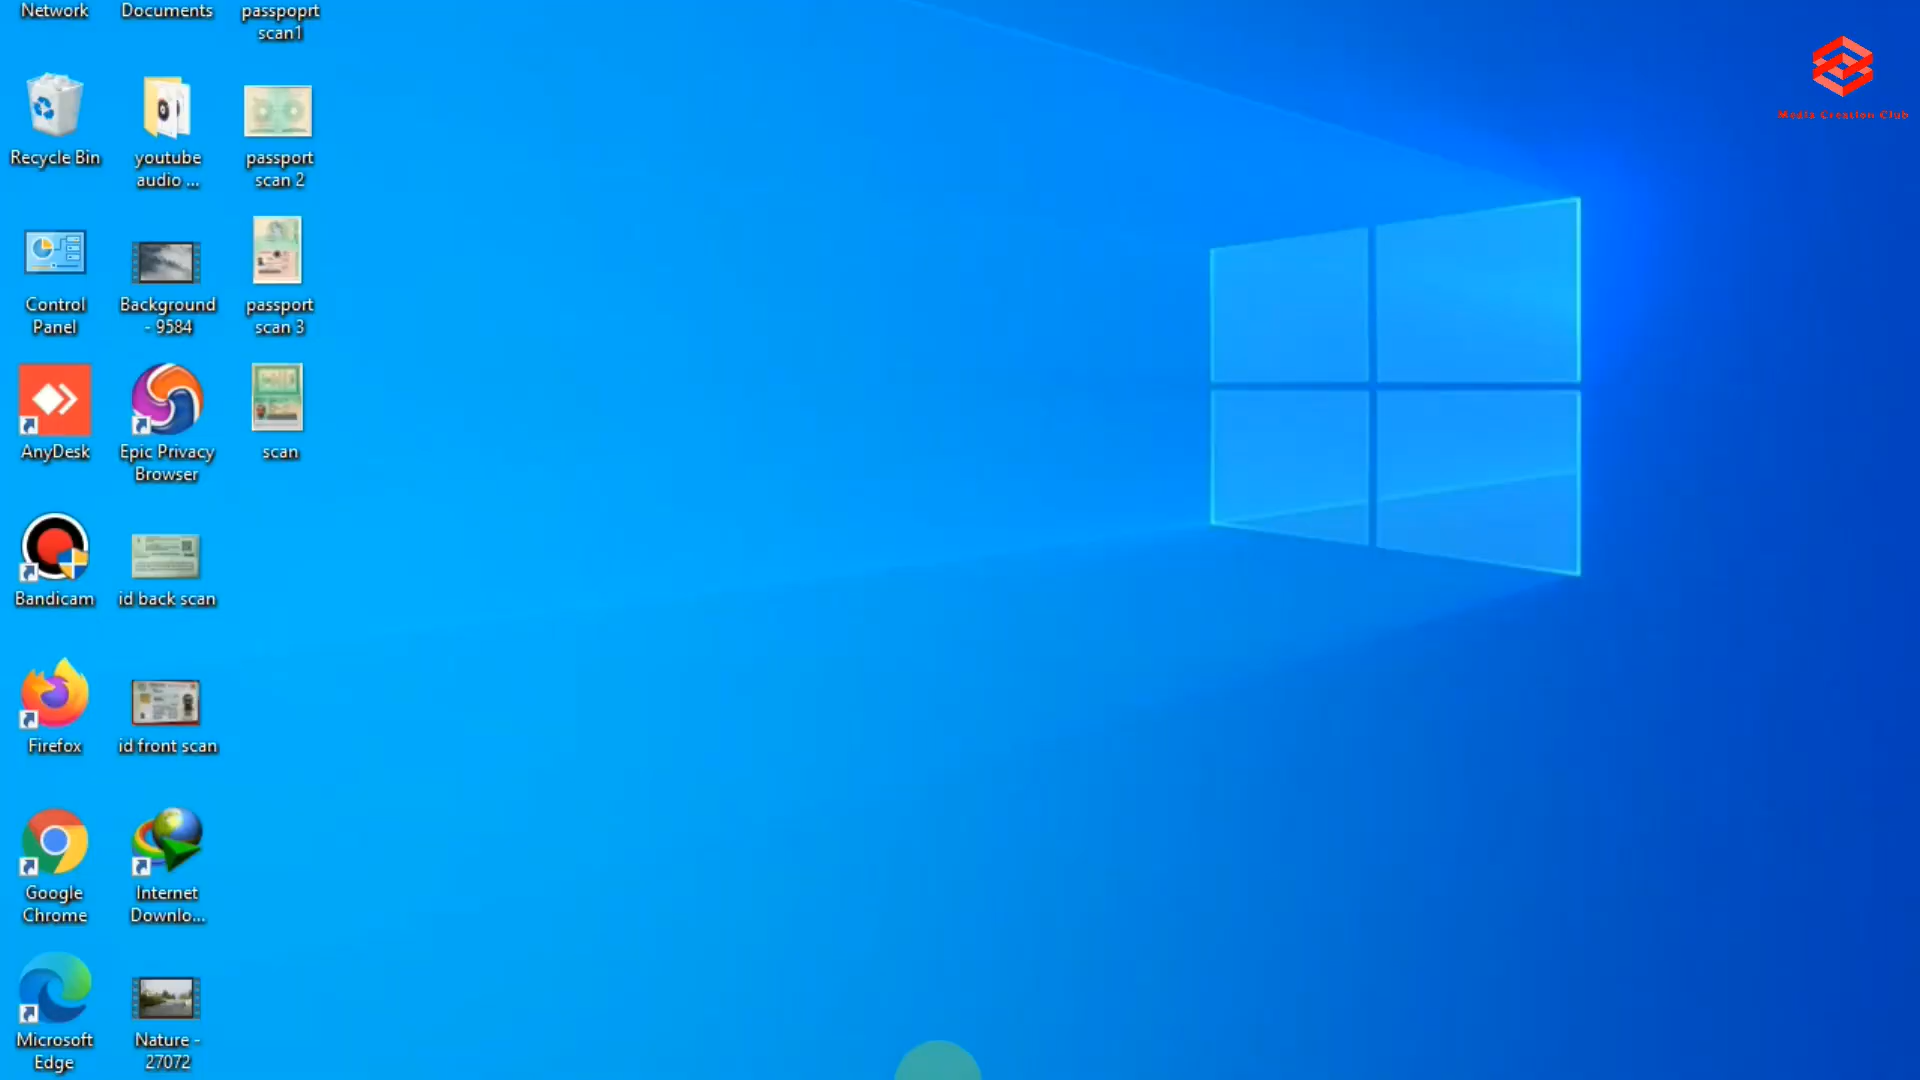 Network
Documents
passpoprt
scan1
Recycle Bin
youtube
audio ...
passport
scan 2
Control
Panel
Background
- 9584
passport
scan 3
AnyDesk
Epic Privacy
Browser
scan
Bandicam
id back scan
Firefox
id front scan
Google
Chrome
Internet
Downlo...
Microsoft
Edge
Nature -
27072
Media Creation Club